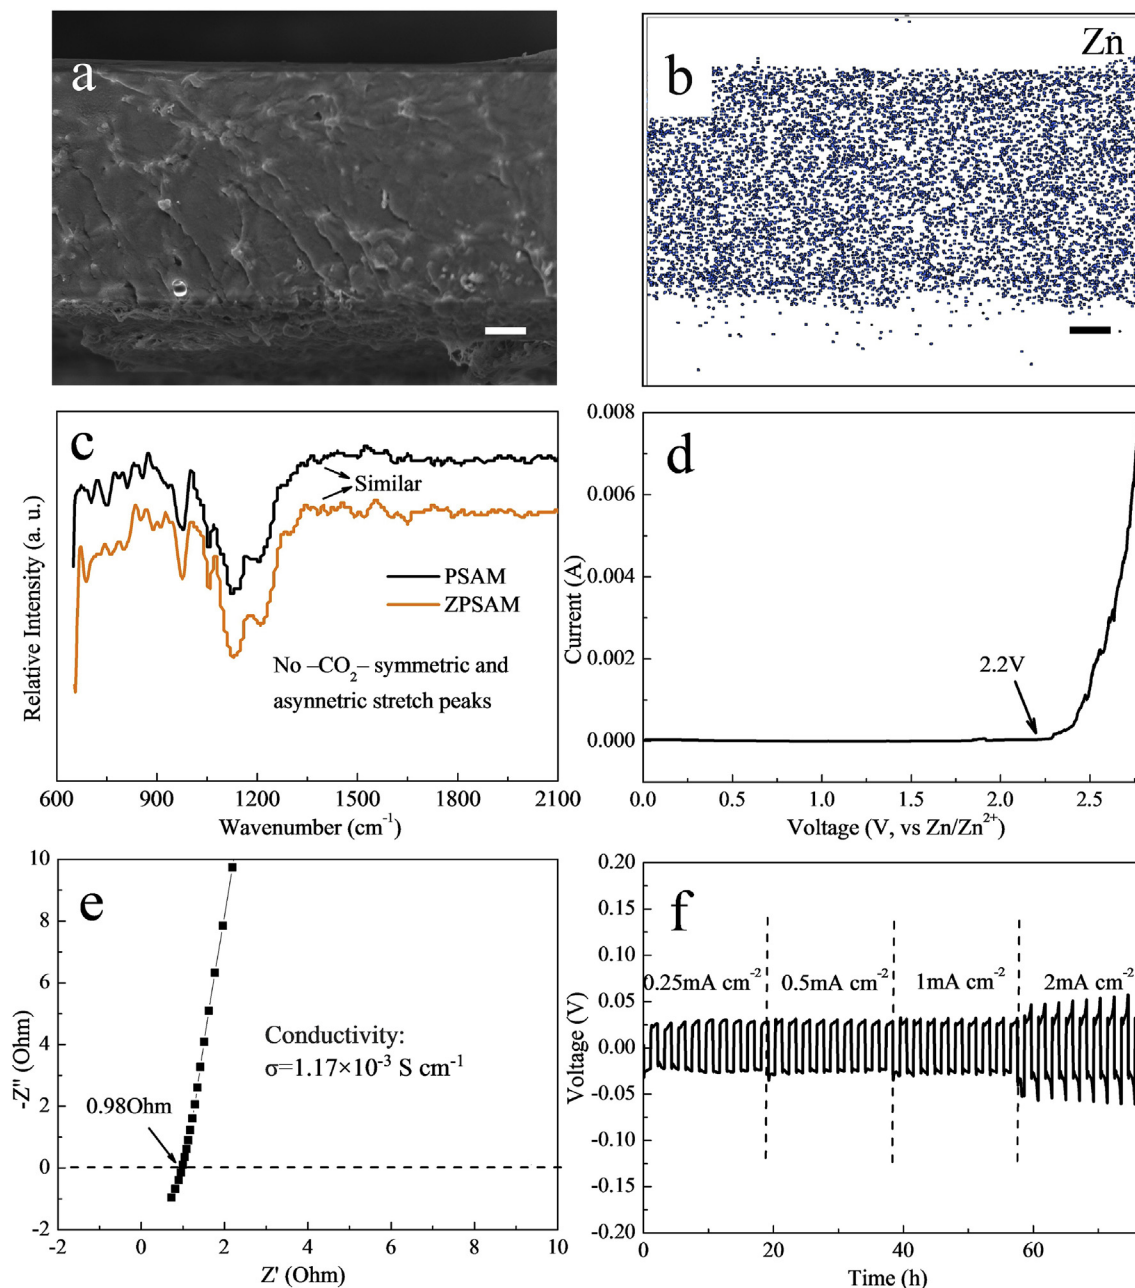 a
b
Zn
c
Similar
PSAM
ZPSAM
No –CO₂– symmetric and
asynnetric stretch peaks
Relative Intensity (a. u.)
600 900 1200 1500 1800 2100
Wavenumber (cm⁻¹)
d
0.008
0.006
0.004
0.002
0.000
Current (A)
2.2V
0.0 0.5 1.0 1.5 2.0 2.5
Voltage (V, vs Zn/Zn²⁺)
e
10
8
6
4
2
0
-2
-Z'' (Ohm)
Conductivity:
σ=1.17×10⁻³ S cm⁻¹
0.98Ohm
-2 0 2 4 6 8 10
Z' (Ohm)
f
0.20
0.15
0.10
0.05
0.00
-0.05
-0.10
-0.15
-0.20
Voltage (V)
0.25mA cm⁻² 0.5mA cm⁻² 1mA cm⁻² 2mA cm⁻²
0 20 40 60
Time (h)